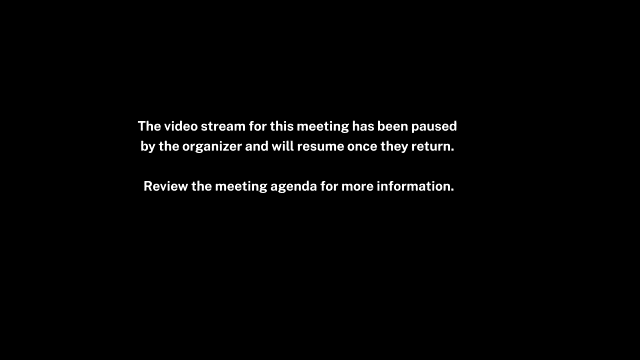 The video stream for this meeting has been paused
by the organizer and will resume once they return.
Review the meeting agenda for more information.